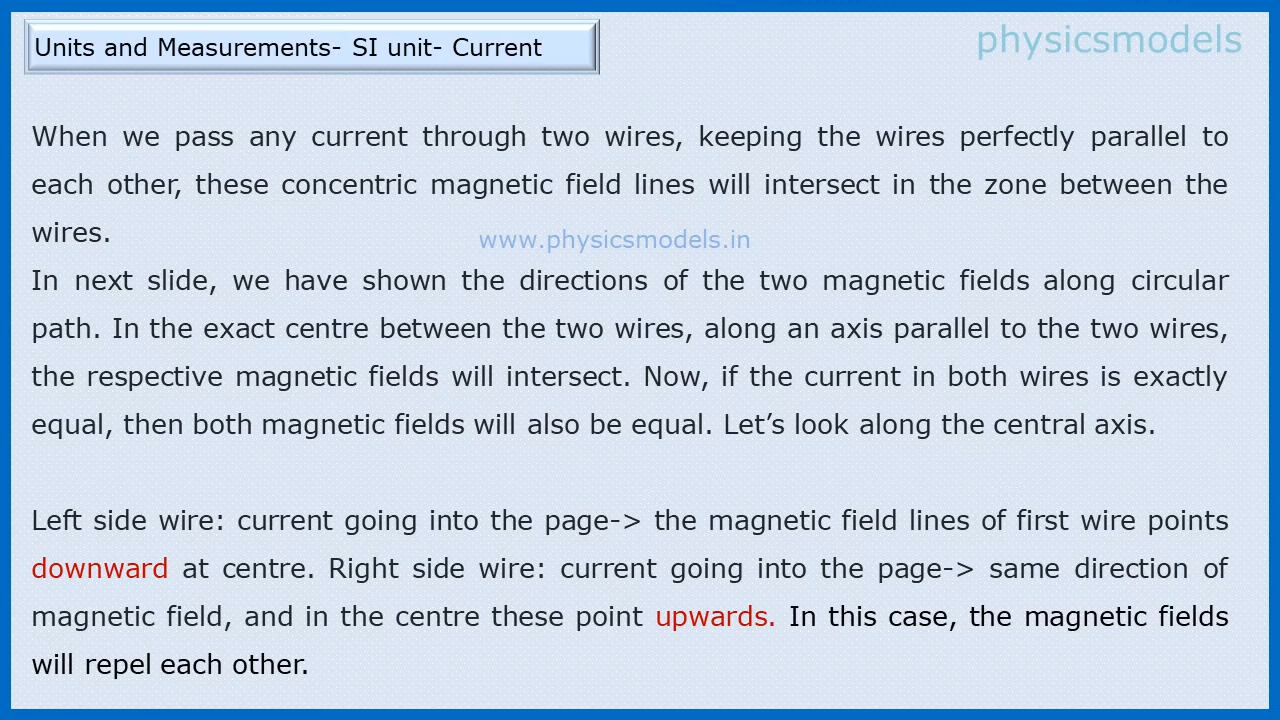 Units and Measurements- SI unit- Current
physicsmodels
When we pass any current through two wires, keeping the wires perfectly parallel to
each other, these concentric magnetic field lines will intersect in the zone between the
wires.
www.physicsmodels.in
In next slide, we have shown the directions of the two magnetic fields along circular
path. In the exact centre between the two wires, along an axis parallel to the two wires,
the respective magnetic fields will intersect. Now, if the current in both wires is exactly
equal, then both magnetic fields will also be equal. Let’s look along the central axis.
Left side wire: current going into the page-> the magnetic field lines of first wire points
downward at centre. Right side wire: current going into the page-> same direction of
magnetic field, and in the centre these point upwards. In this case, the magnetic fields
will repel each other.